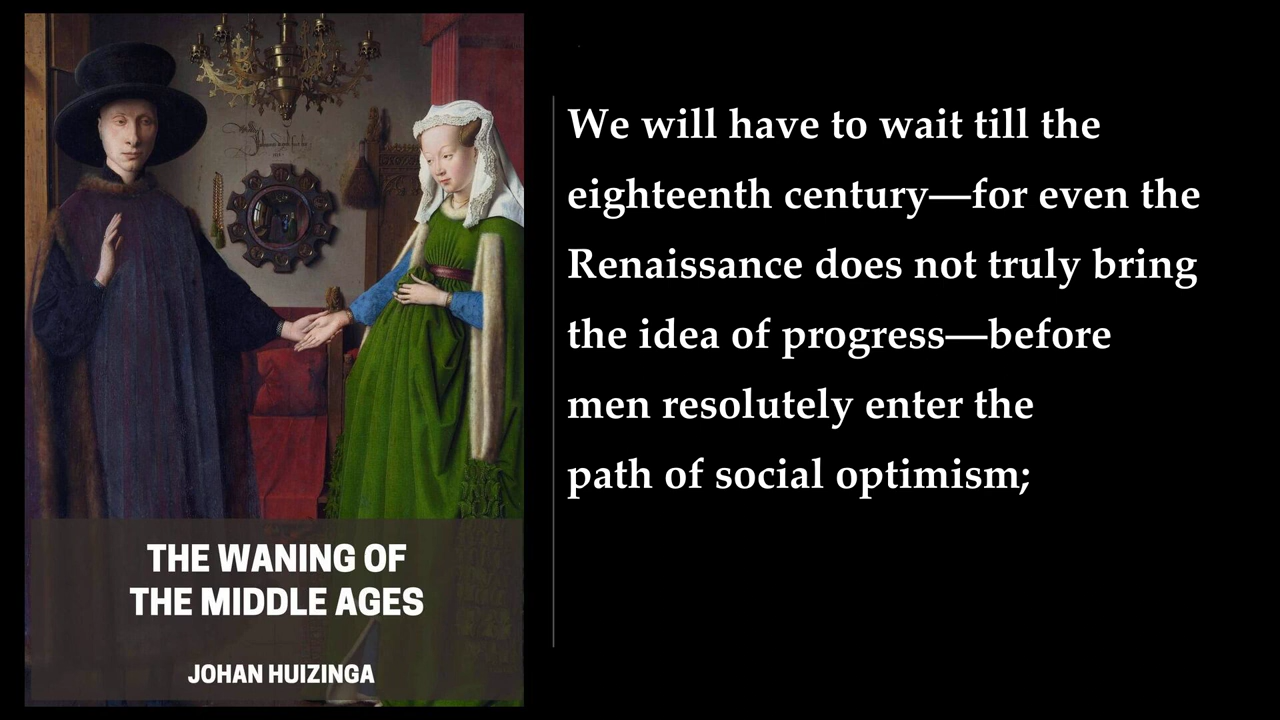 THE WANING OF
THE MIDDLE AGES
JOHAN HUIZINGA
We will have to wait till the
eighteenth century—for even the
Renaissance does not truly bring
the idea of progress—before
men resolutely enter the
path of social optimism;